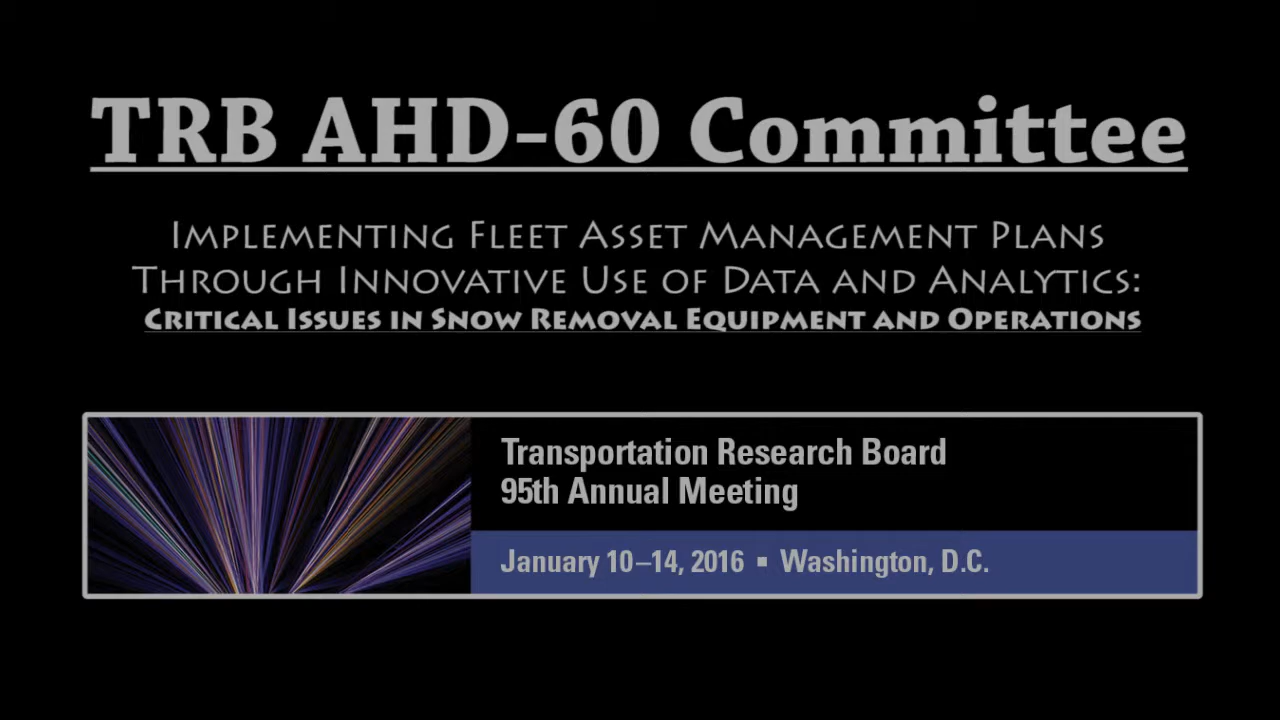 TRB AHD-60 Committee
Implementing Fleet Asset Management Plans
Through Innovative Use of Data and Analytics:
Critical Issues in Snow Removal Equipment and Operations
Transportation Research Board
95th Annual Meeting
January 10–14, 2016 ▪ Washington, D.C.